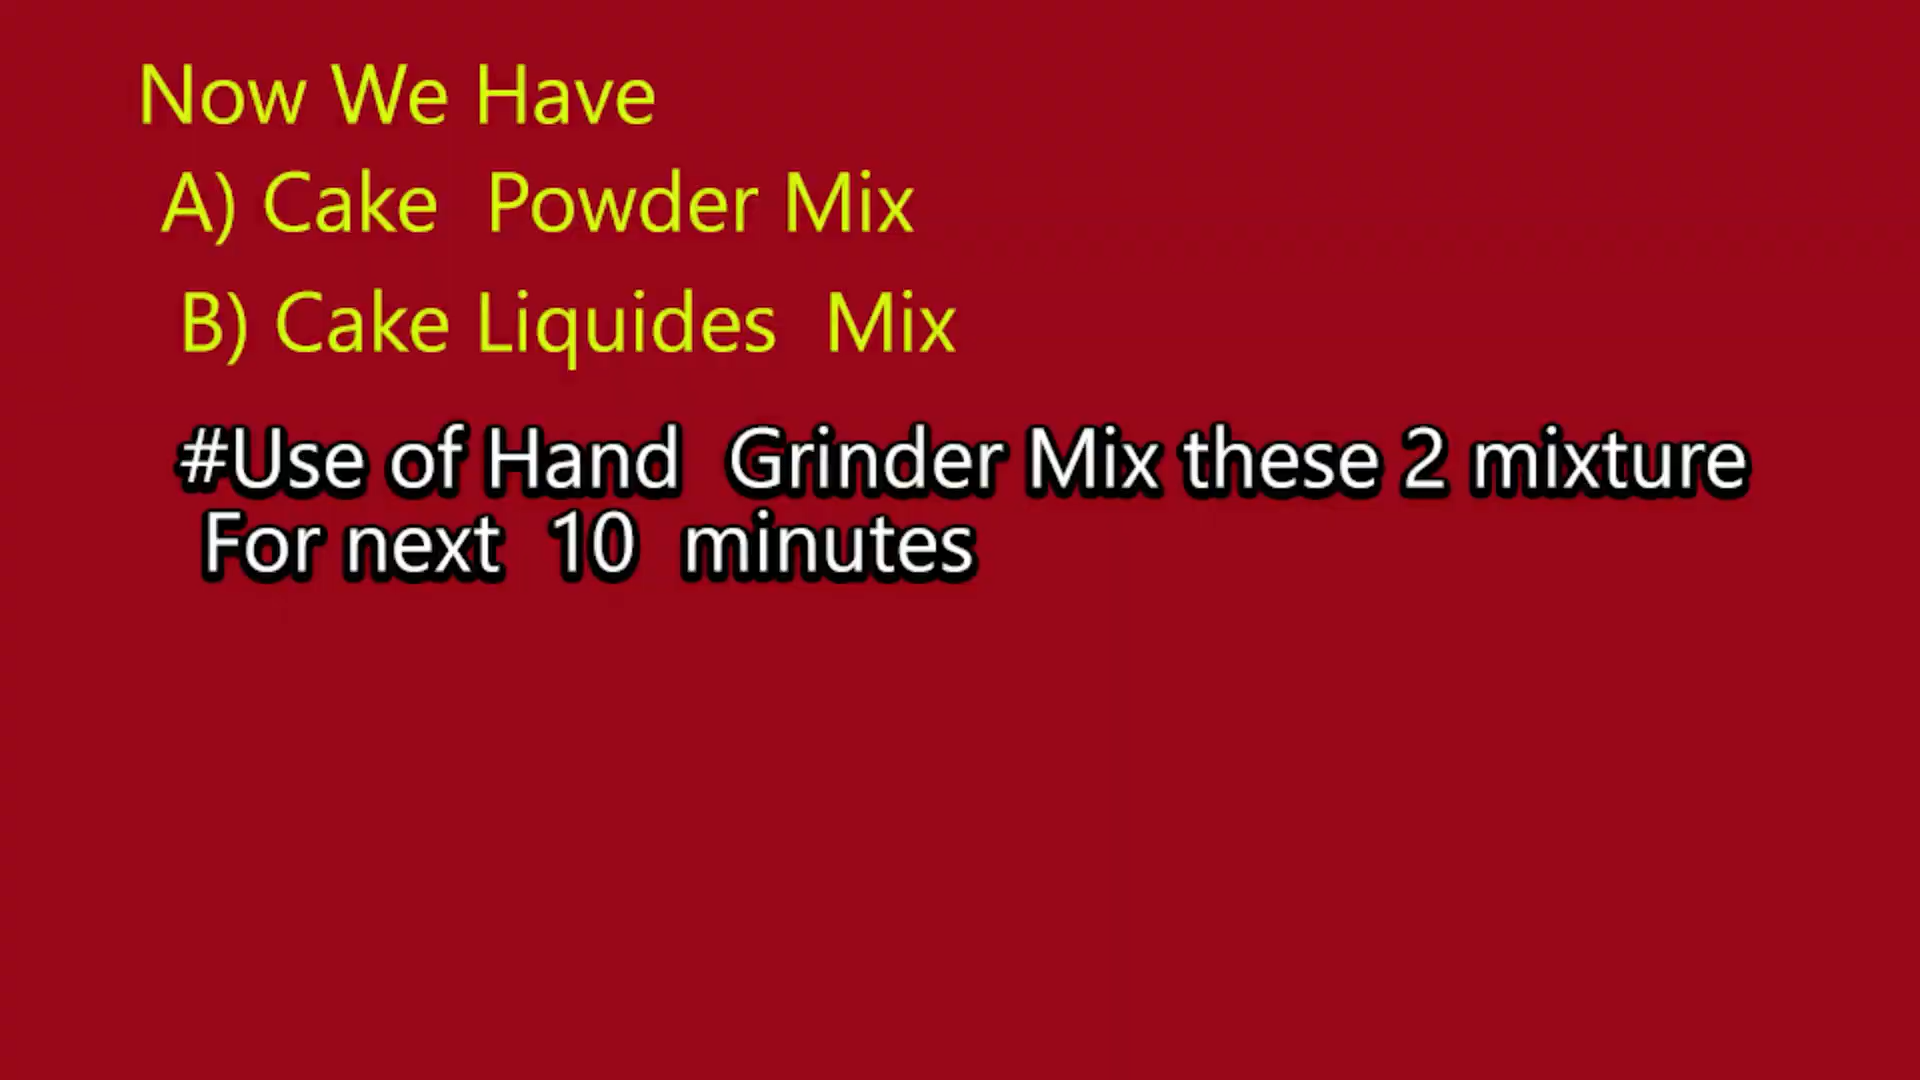 Now We Have
A) Cake Powder Mix
B) Cake Liquides Mix
#Use of Hand Grinder Mix these 2 mixture
For next 10 minutes